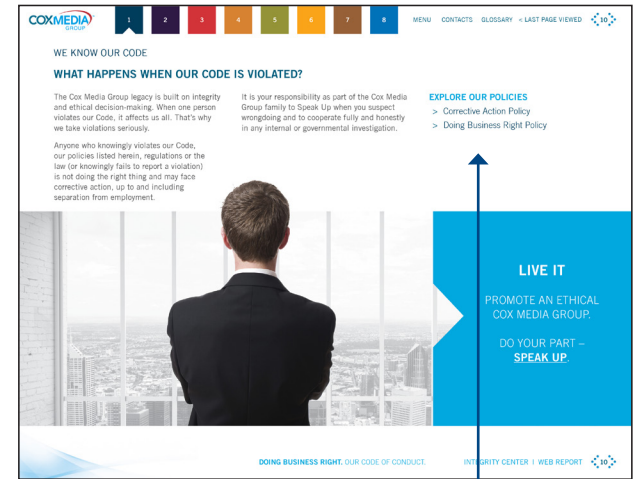 COXMEDIA
GROUP
1 2 3 4 5 6 7 8 MENU CONTACTS GLOSSARY < LAST PAGE VIEWED 10
WE KNOW OUR CODE
WHAT HAPPENS WHEN OUR CODE IS VIOLATED?
The Cox Media Group legacy is built on integrity
and ethical decision-making. When one person
violates our Code, it affects us all. That's why
we take violations seriously.
Anyone who knowingly violates our Code,
our policies listed herein, regulations or the
law (or knowingly fails to report a violation)
is not doing the right thing and may face
corrective action, up to and including
separation from employment.
It is your responsibility as part of the Cox Media
Group family to Speak Up when you suspect
wrongdoing and to cooperate fully and honestly
in any internal or governmental investigation.
EXPLORE OUR POLICIES
> Corrective Action Policy
> Doing Business Right Policy
LIVE IT
PROMOTE AN ETHICAL
COX MEDIA GROUP.
DO YOUR PART –
SPEAK UP.
DOING BUSINESS RIGHT. OUR CODE OF CONDUCT. INTEGRITY CENTER | WEB REPORT 10